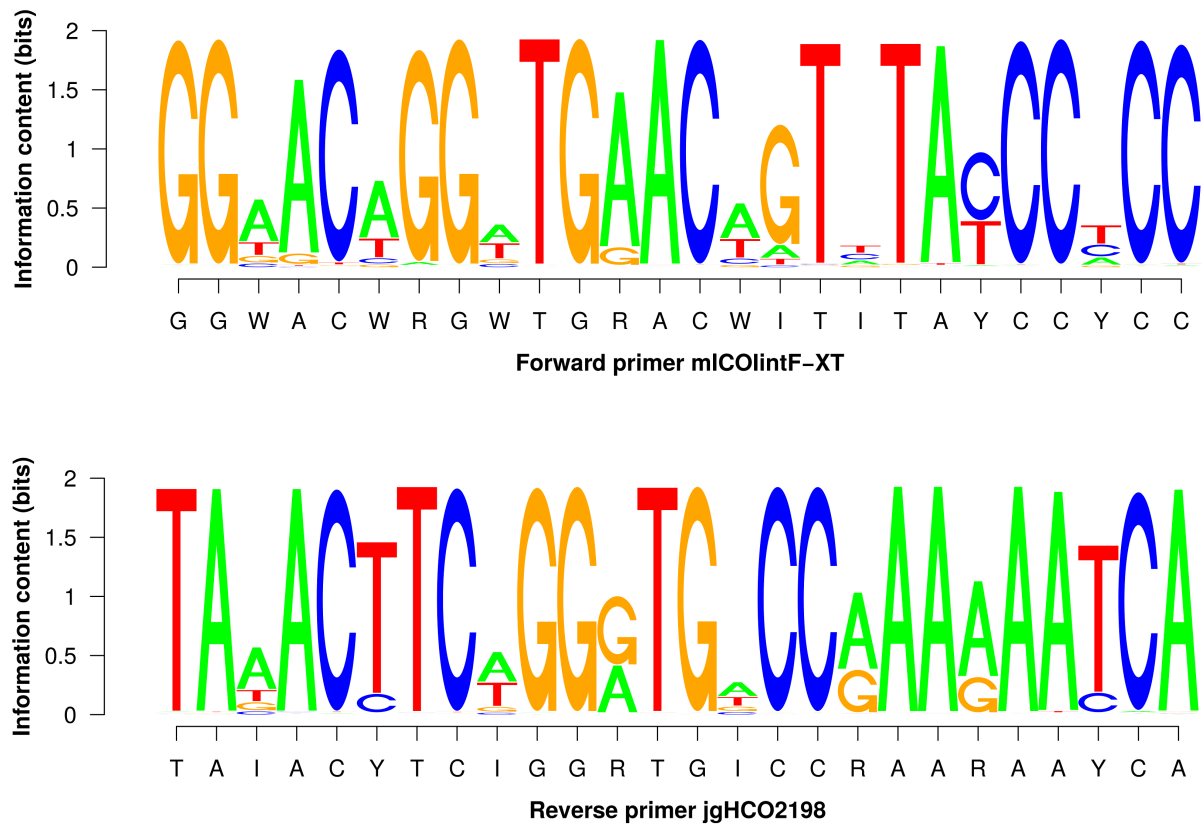 Information content (bits)
2
1.5
1
0.5
0
G G W A C W R G W T G R A C W I T I T A Y C C Y C C
Forward primer mlCOIintF−XT
Information content (bits)
2
1.5
1
0.5
0
T A I A C Y T C I G G R T G I C C R A A R A A Y C A
Reverse primer jgHCO2198